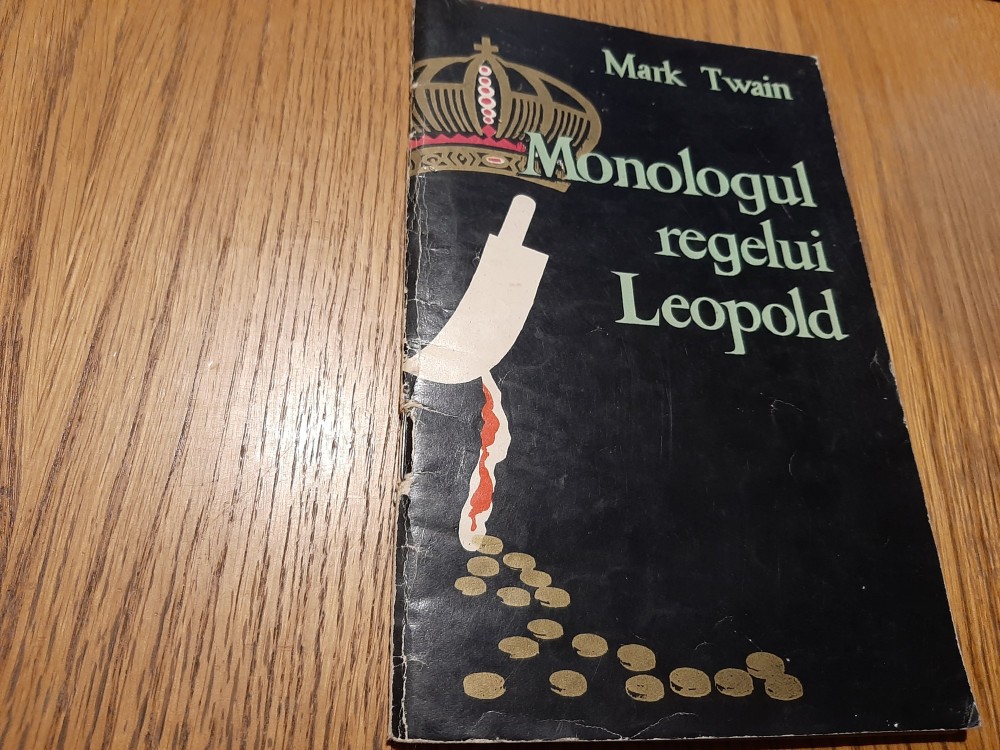 Mark Twain
Monologul
regelui
Leopold